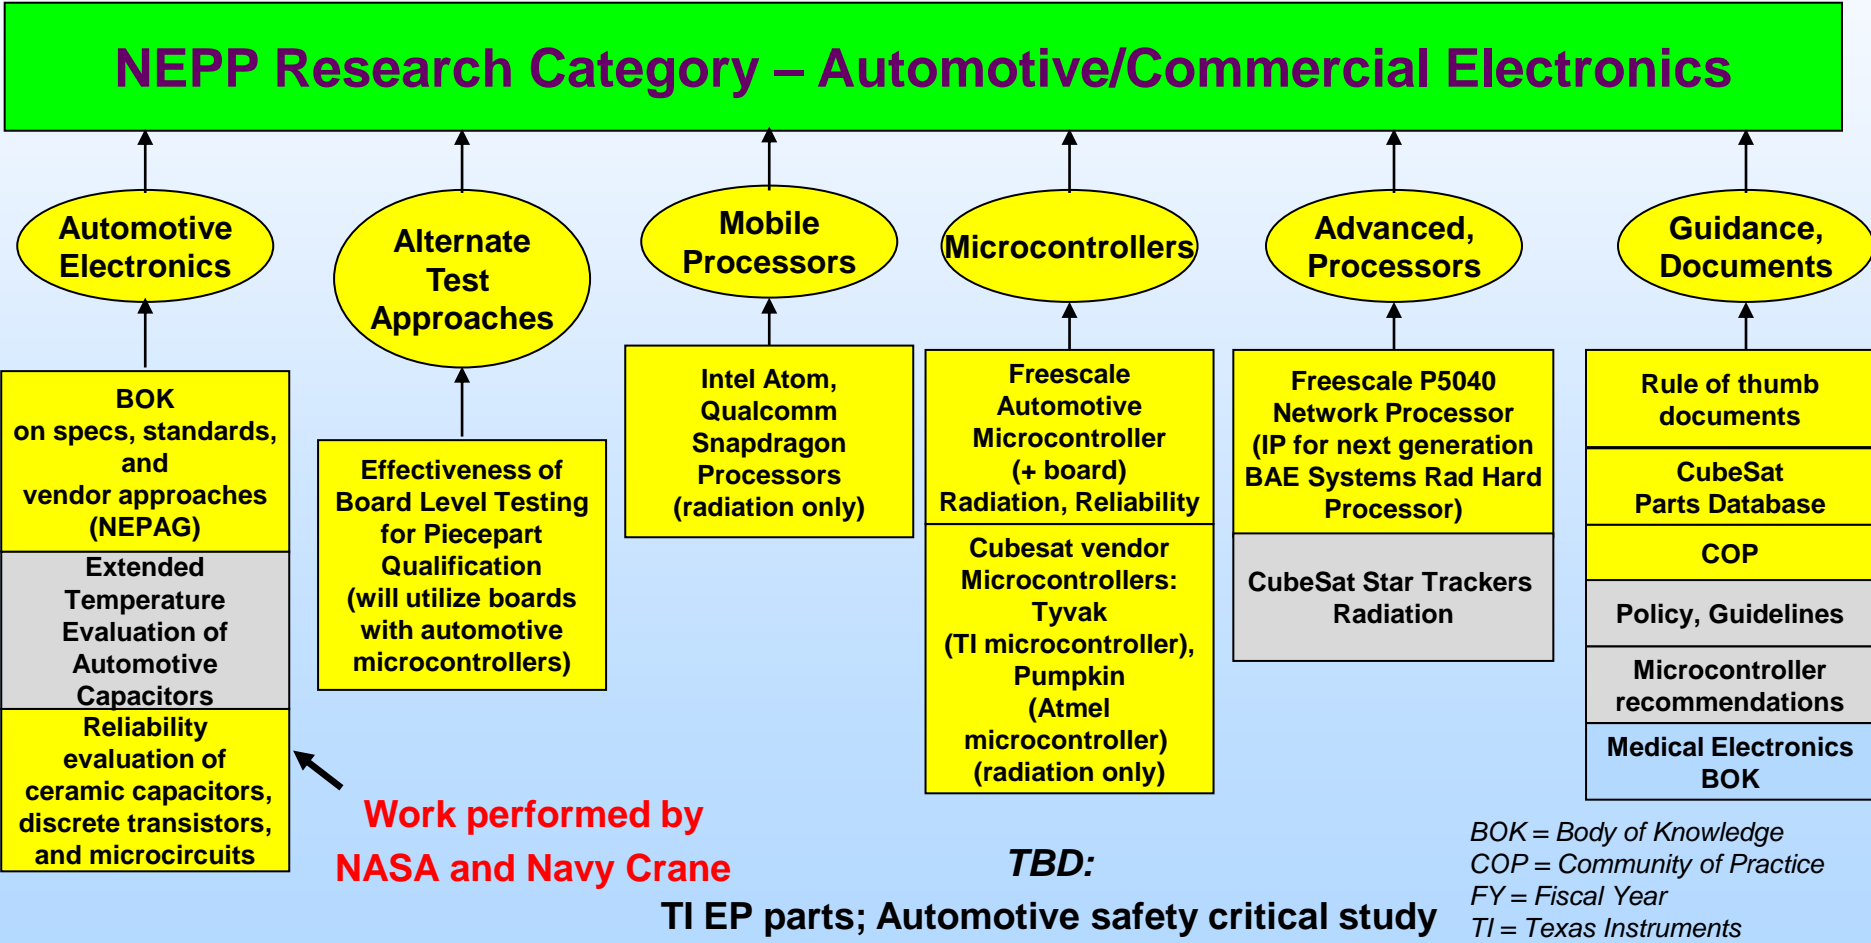 NEPP Research Category – Automotive/Commercial Electronics
Automotive
Electronics
Alternate
Test
Approaches
Mobile
Processors
Microcontrollers
Advanced,
Processors
Guidance,
Documents
BOK
on specs, standards,
and
vendor approaches
(NEPAG)
Extended
Temperature
Evaluation of
Automotive
Capacitors
Reliability
evaluation of
ceramic capacitors,
discrete transistors,
and microcircuits
Effectiveness of
Board Level Testing
for Piecepart
Qualification
(will utilize boards
with automotive
microcontrollers)
Intel Atom,
Qualcomm
Snapdragon
Processors
(radiation only)
Freescale
Automotive
Microcontroller
(+ board)
Radiation, Reliability
Cubesat vendor
Microcontrollers:
Tyvak
(TI microcontroller),
Pumpkin
(Atmel
microcontroller)
(radiation only)
Freescale P5040
Network Processor
(IP for next generation
BAE Systems Rad Hard
Processor)
CubeSat Star Trackers
Radiation
Rule of thumb
documents
CubeSat
Parts Database
COP
Policy, Guidelines
Microcontroller
recommendations
Medical Electronics
BOK
Work performed by
NASA and Navy Crane
TBD:
TI EP parts; Automotive safety critical study
BOK = Body of Knowledge
COP = Community of Practice
FY = Fiscal Year
TI = Texas Instruments